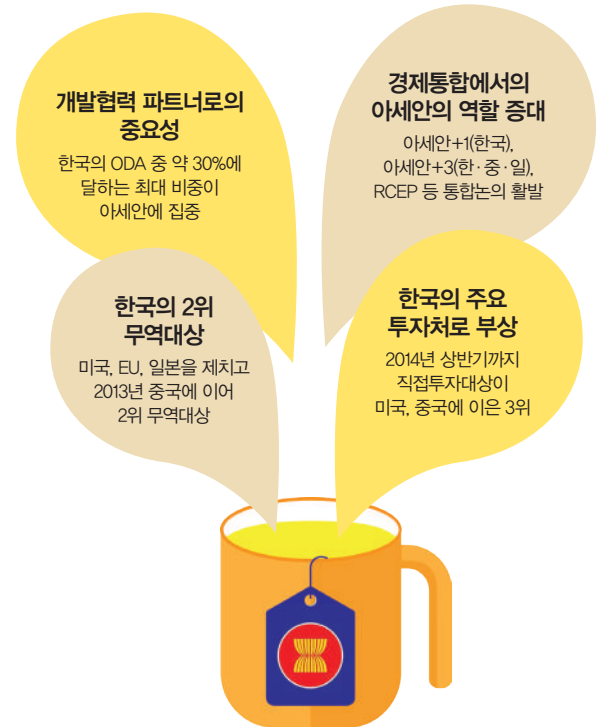 개발협력 파트너로의
중요성
한국의 ODA 중 약 30%에
달하는 최대 비중이
아세안에 집중
경제통합에서의
아세안의 역할 증대
아세안+1(한국),
아세안+3(한·중·일),
RCEP 등 통합논의 활발
한국의 2위
무역대상
미국, EU, 일본을 제치고
2013년 중국에 이어
2위 무역대상
한국의 주요
투자처로 부상
2014년 상반기까지
직접투자대상이
미국, 중국에 이은 3위